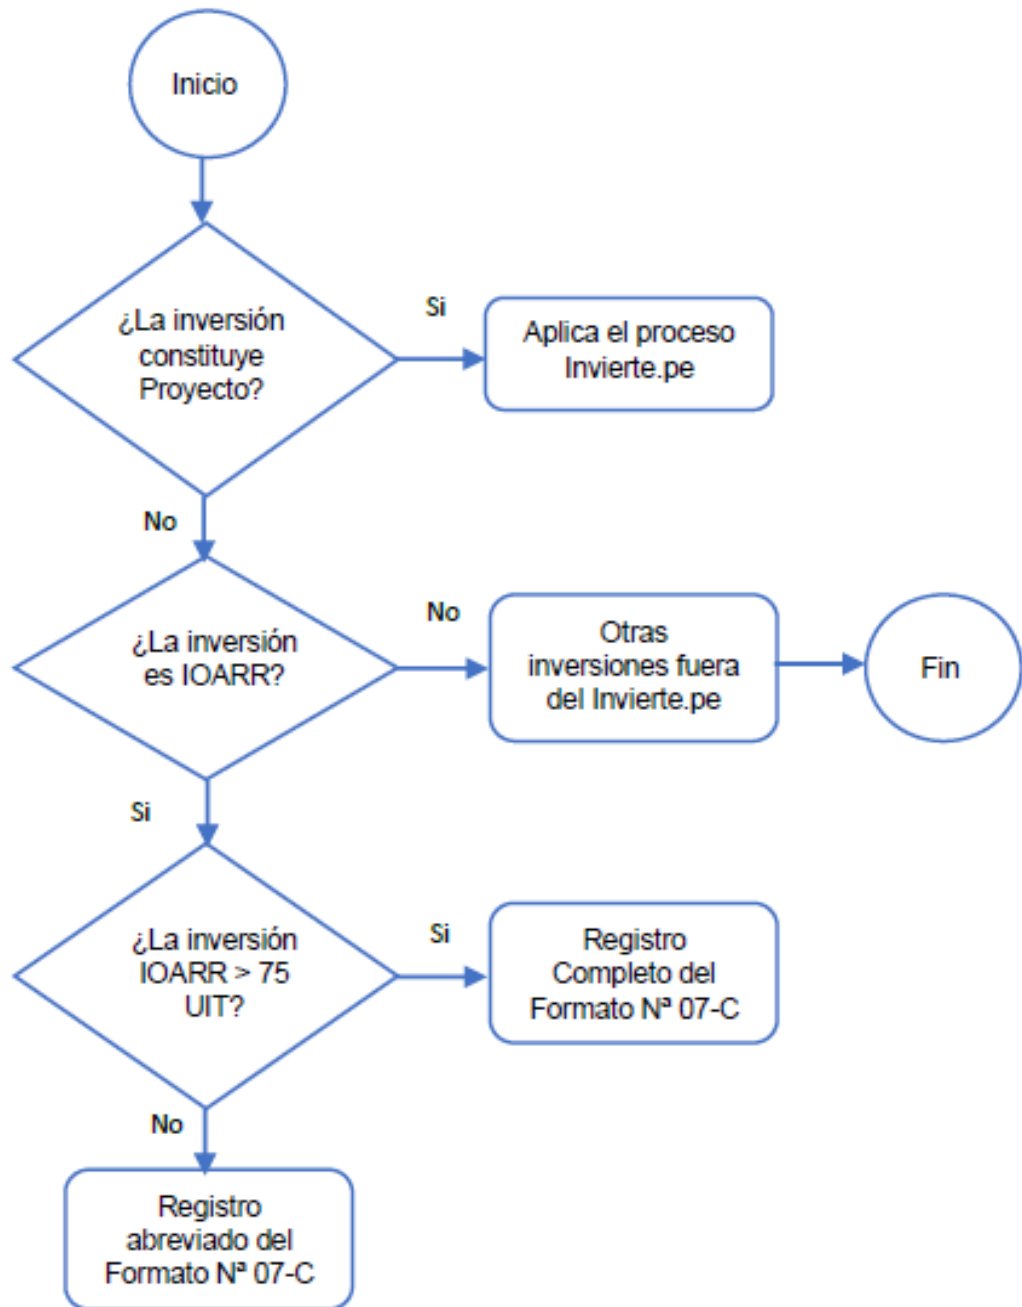 Inicio
¿La inversión
constituye
Proyecto?
Si
Aplica el proceso
Invierte.pe
No
¿La inversión
es IOARR?
No
Otras
inversiones fuera
del Invierte.pe
Fin
Si
¿La inversión
IOARR > 75
UIT?
Si
Registro
Completo del
Formato Nª 07-C
No
Registro
abreviado del
Formato Nª 07-C